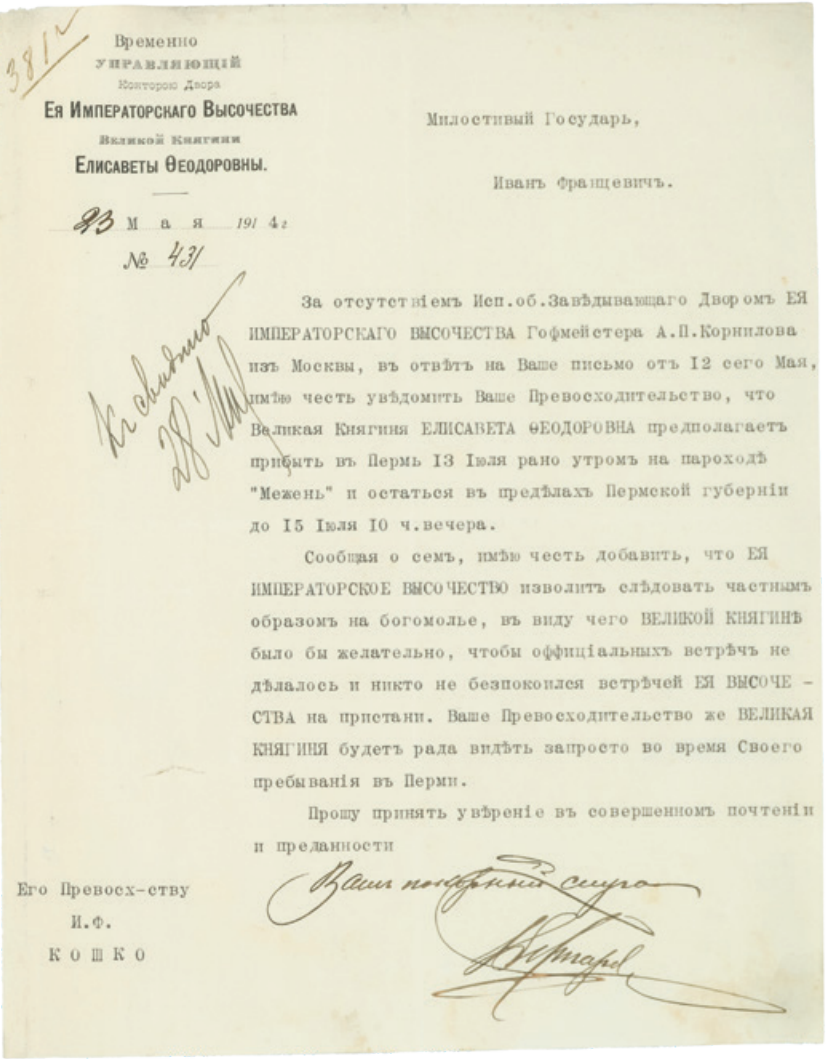 381
Временно
УПРАВЛЯЮЩІЙ
Конторою Двора
Ея Императорскаго Высочества
Великой Княгини
Елисаветы Ѳеодоровны.
23 Мая 1914 г
№ 431
Милостивый Государь,
Иванъ Францевичъ.
Къ свѣдѣнію
28 Мая
За отсутствіемъ Исп.об.Завѣдывающаго Дворомъ ЕЯ
ИМПЕРАТОРСКАГО ВЫСОЧЕСТВА Гофмейстера А.П.Корнилова
изъ Москвы, въ отвѣтъ на Ваше письмо отъ 12 сего Мая,
имѣю честь увѣдомить Ваше Превосходительство, что
Великая Княгиня ЕЛИСАВЕТА ѲЕОДОРОВНА предполагаетъ
прибыть въ Пермь 13 Іюля рано утромъ на пароходѣ
"Межень" и остаться въ предѣлахъ Пермской губерніи
до 15 Іюля 10 ч.вечера.
Сообщая о семъ, имѣю честь добавить, что ЕЯ
ИМПЕРАТОРСКОЕ ВЫСОЧЕСТВО изволитъ слѣдовать частнымъ
образомъ на богомолье, въ виду чего ВЕЛИКОЙ КНЯГИНѢ
было бы желательно, чтобы оффиціальныхъ встрѣчъ не
дѣлалось и никто не безпокоился встрѣчей ЕЯ ВЫСОЧЕ -
СТВА на пристани. Ваше Превосходительство же ВЕЛИКАЯ
КНЯГИНЯ будетъ рада видѣть запросто во время Своего
пребыванія въ Перми.
Прошу принять увѣреніе въ совершенномъ почтеніи
и преданности
Вашъ покорный слуга
Его Превосх-ству
И.Ф.
КОШКО